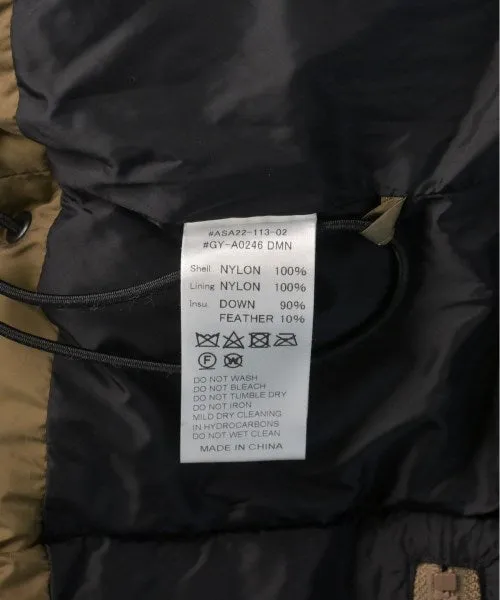 #ASA22-113-02
#GY-A0246 DMN
Shell NYLON 100%
Lining NYLON 100%
Insu. DOWN 90%
FEATHER 10%
F W
DO NOT WASH
DO NOT BLEACH
DO NOT TUMBLE DRY
DO NOT IRON
MILD DRY CLEANING
IN HYDROCARBONS
DO NOT WET CLEAN
MADE IN CHINA